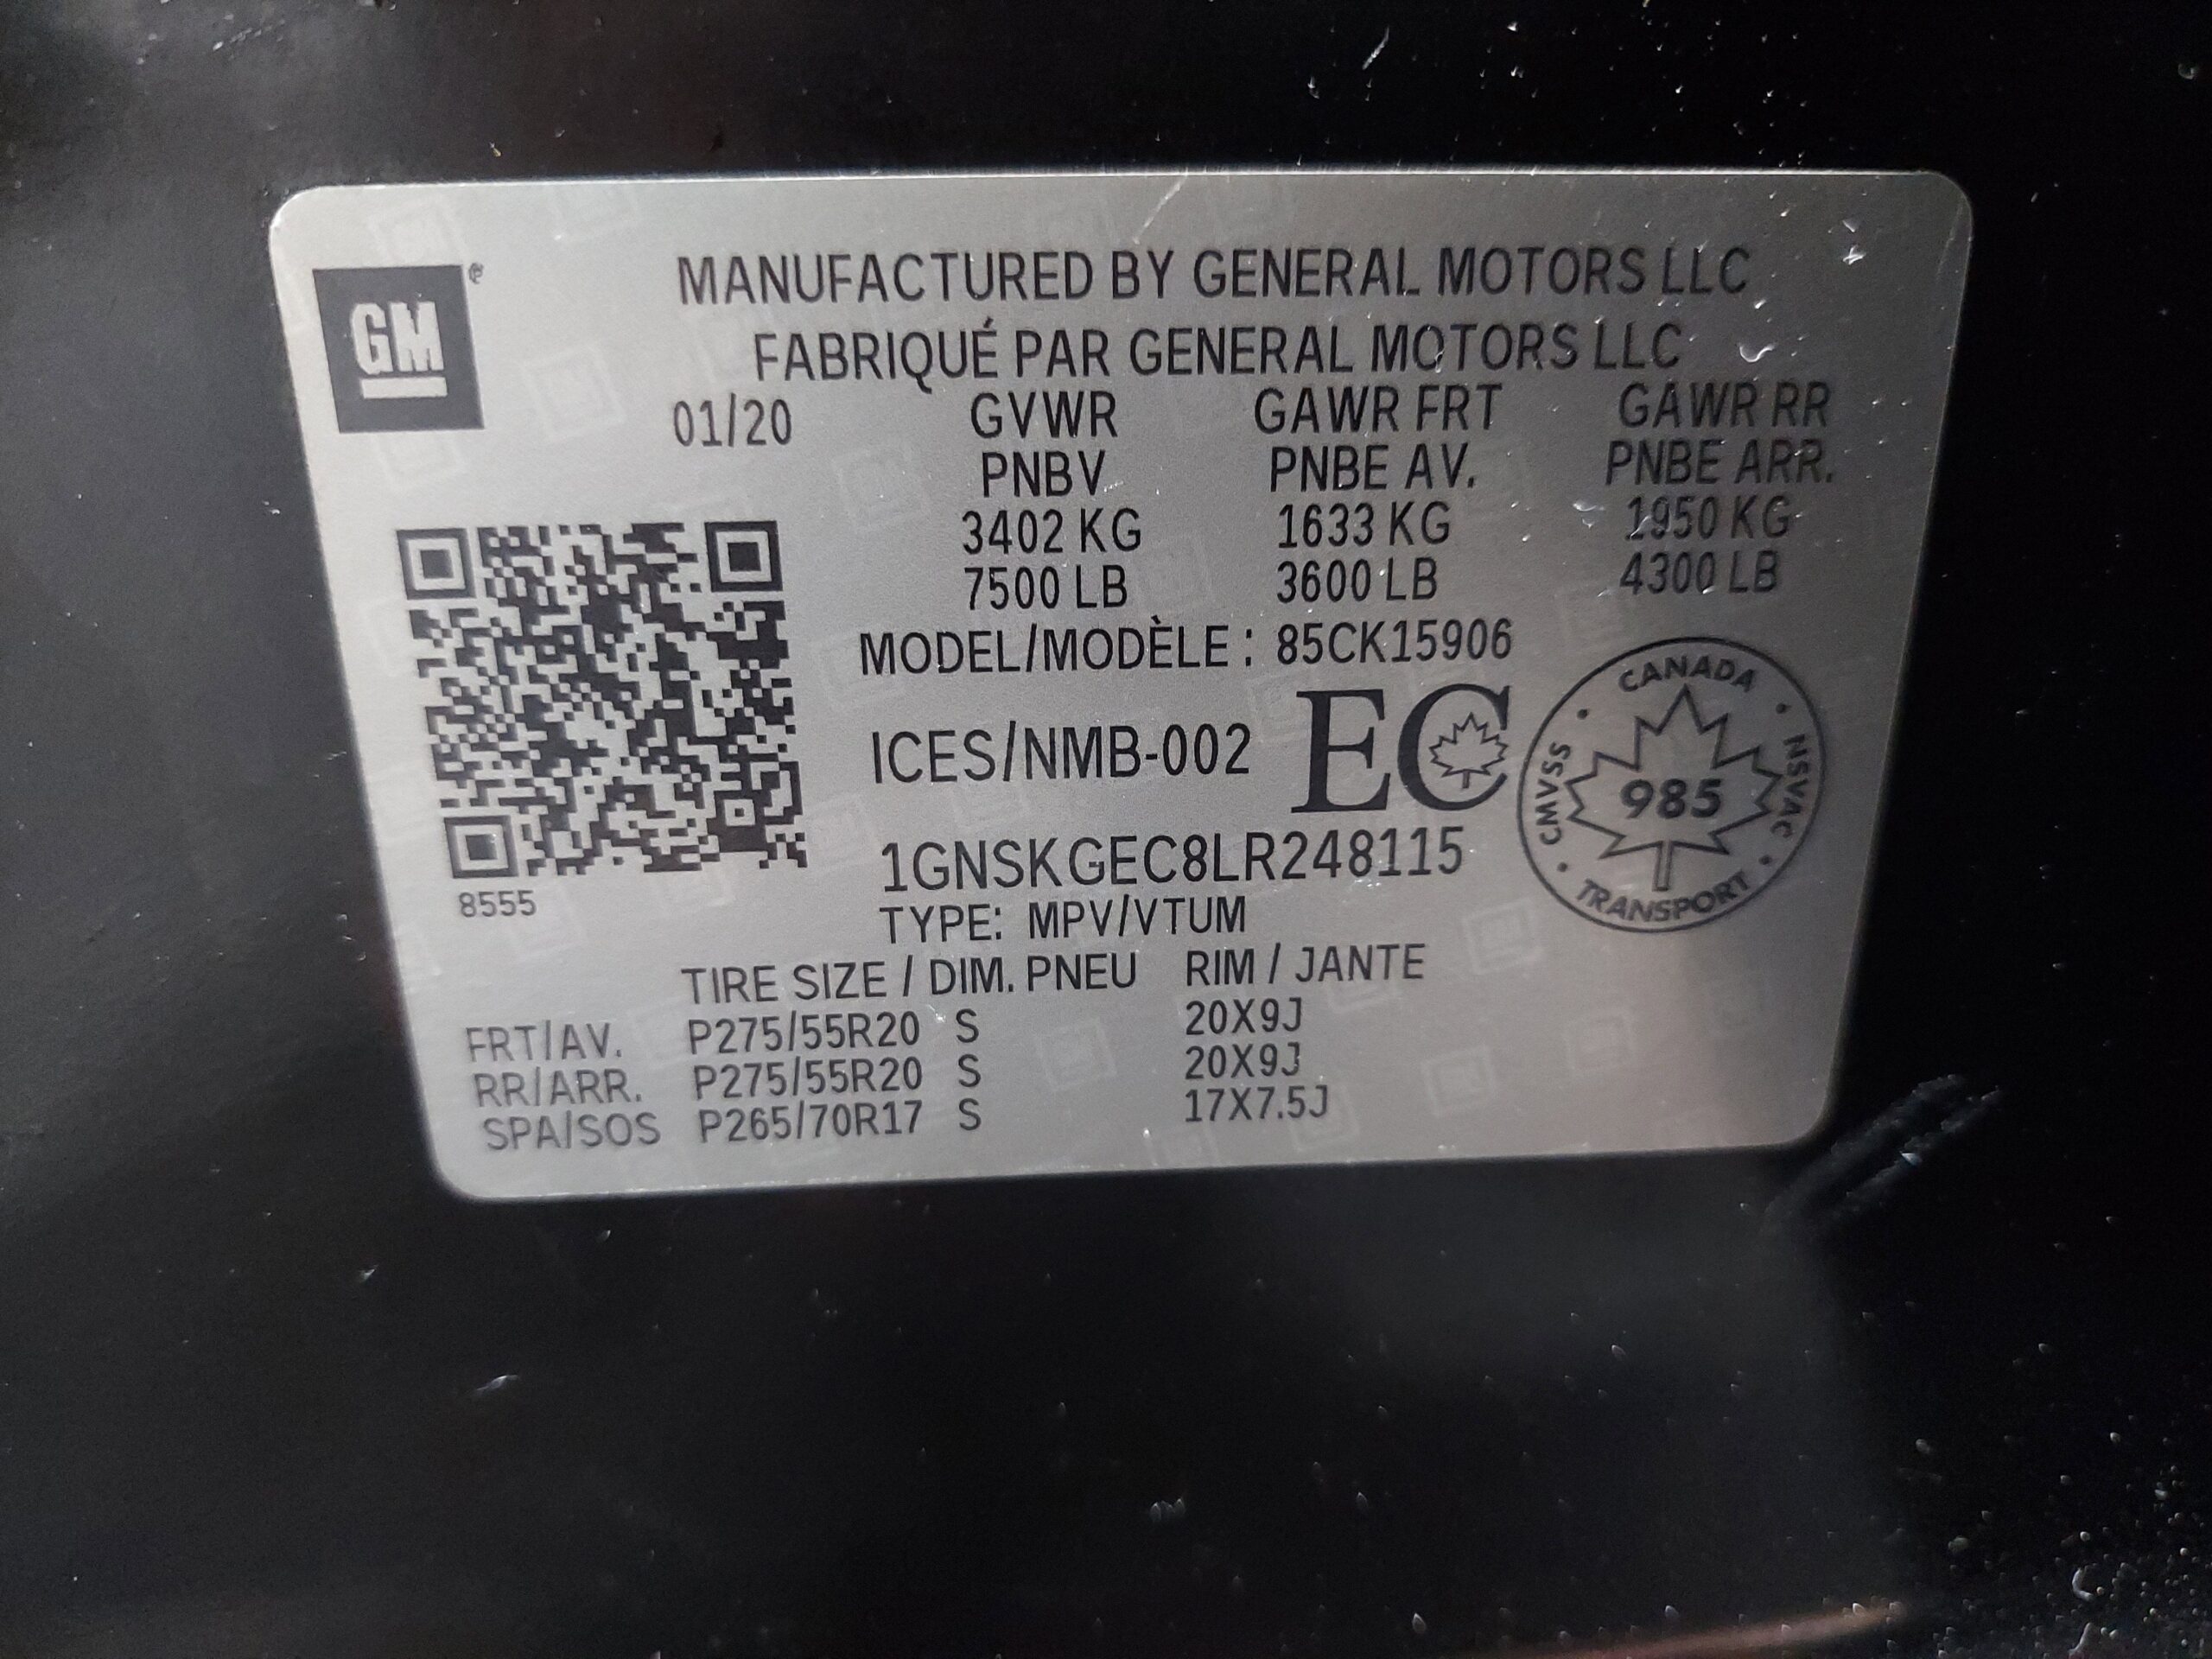 GM ®
MANUFACTURED BY GENERAL MOTORS LLC
FABRIQUÉ PAR GENERAL MOTORS LLC
01/20 GVWR GAWR FRT GAWR RR
PNBV PNBE AV. PNBE ARR.
3402 KG 1633 KG 1950 KG
7500 LB 3600 LB 4300 LB
MODEL/MODÈLE : 85CK15906
ICES/NMB-002 EC
CANADA
NSVAC
TRANSPORT
CMVSS
985
1GNSKGEC8LR248115
8555
TYPE: MPV/VTUM
TIRE SIZE / DIM. PNEU RIM / JANTE
FRT/AV. P275/55R20 S 20X9J
RR/ARR. P275/55R20 S 20X9J
SPA/SOS P265/70R17 S 17X7.5J